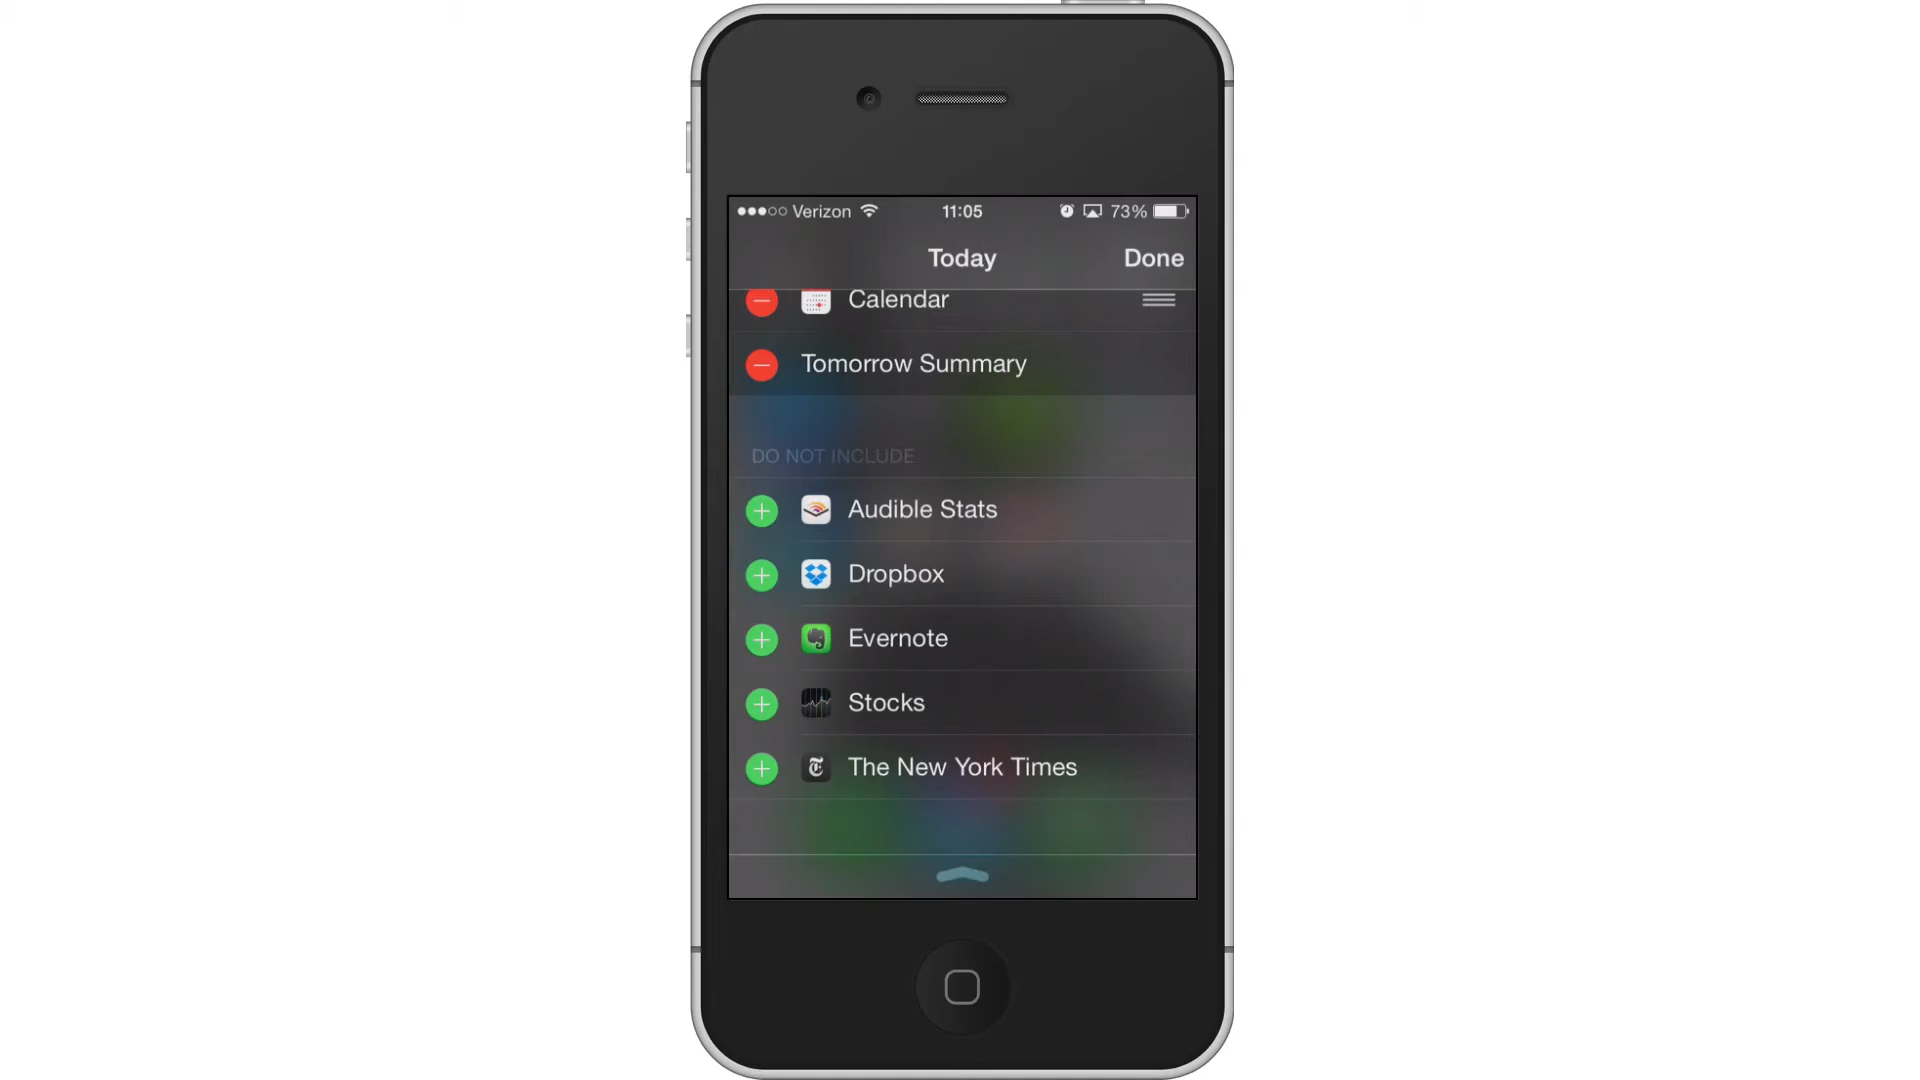 Verizon 11:05 73%
Today Done
Calendar
Tomorrow Summary
DO NOT INCLUDE
Audible Stats
Dropbox
Evernote
Stocks
The New York Times